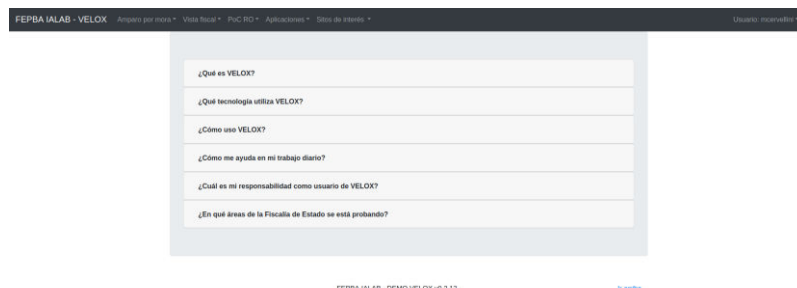 FEPBA IALAB - VELOX Amparo por mora Vista fiscal PoC RO Aplicaciones Sites de interés Usuario: mcervellini
¿Qué es VELOX?
¿Qué tecnología utiliza VELOX?
¿Cómo uso VELOX?
¿Cómo me ayuda en mi trabajo diario?
¿Cuál es mi responsabilidad como usuario de VELOX?
¿En qué áreas de la Fiscalía de Estado se está probando?
FEPBA IALAB - DEMO VELOX